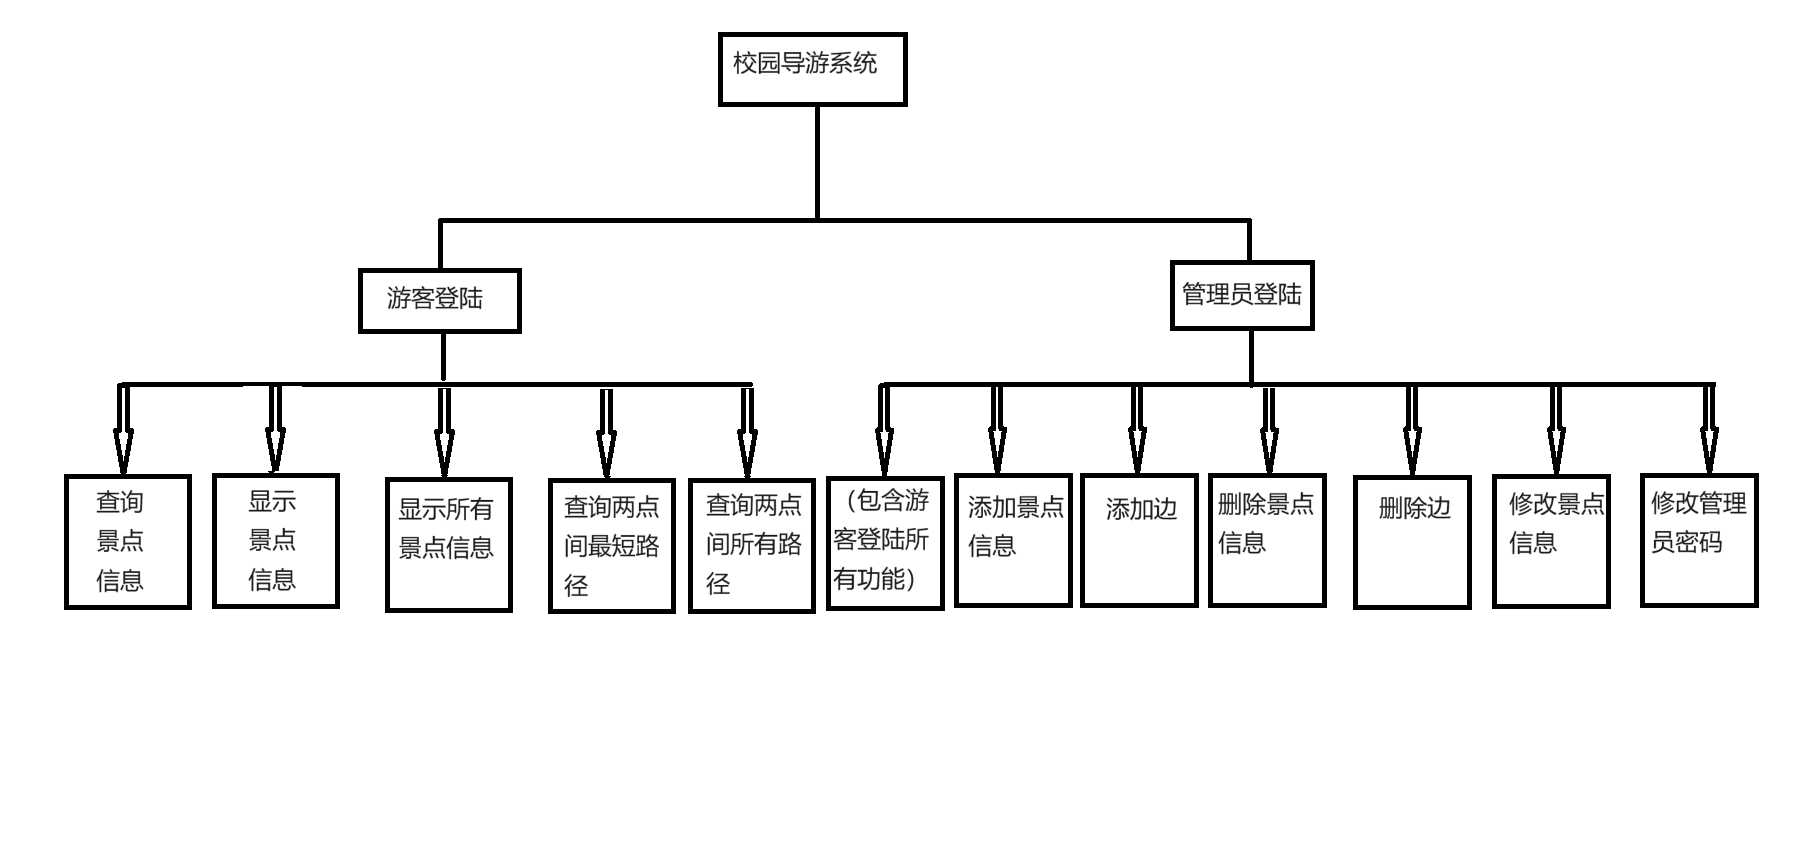 校园导游系统
游客登陆
管理员登陆
查询
景点
信息
显示
景点
信息
显示所有
景点信息
查询两点
间最短路
径
查询两点
间所有路
径
（包含游
客登陆所
有功能）
添加景点
信息
添加边
删除景点
信息
删除边
修改景点
信息
修改管理
员密码